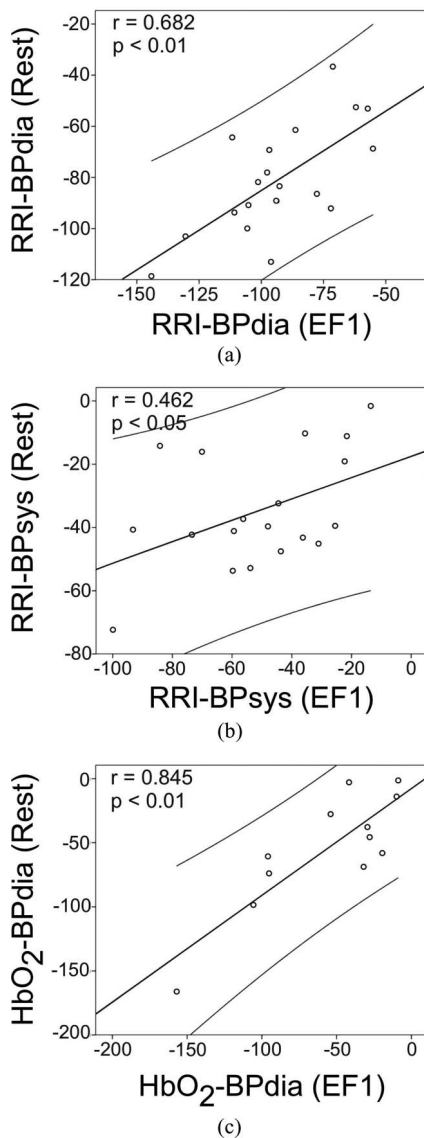 r = 0.682
p < 0.01
RRI-BPdia (Rest)
-20
-40
-60
-80
-100
-120
-150 -125 -100 -75 -50
RRI-BPdia (EF1)
(a)
r = 0.462
p < 0.05
RRI-BPsys (Rest)
0
-20
-40
-60
-80
-100 -80 -60 -40 -20 0
RRI-BPsys (EF1)
(b)
r = 0.845
p < 0.01
HbO2-BPdia (Rest)
0
-50
-100
-150
-200
-200 -150 -100 -50 0
HbO2-BPdia (EF1)
(c)